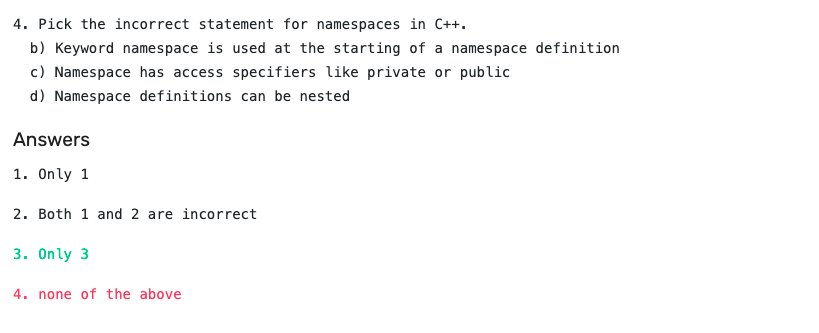 4. Pick the incorrect statement for namespaces in C++.
b) Keyword namespace is used at the starting of a namespace definition
c) Namespace has access specifiers like private or public
d) Namespace definitions can be nested
Answers
1. Only 1
2. Both 1 and 2 are incorrect
3. Only 3
4. none of the above